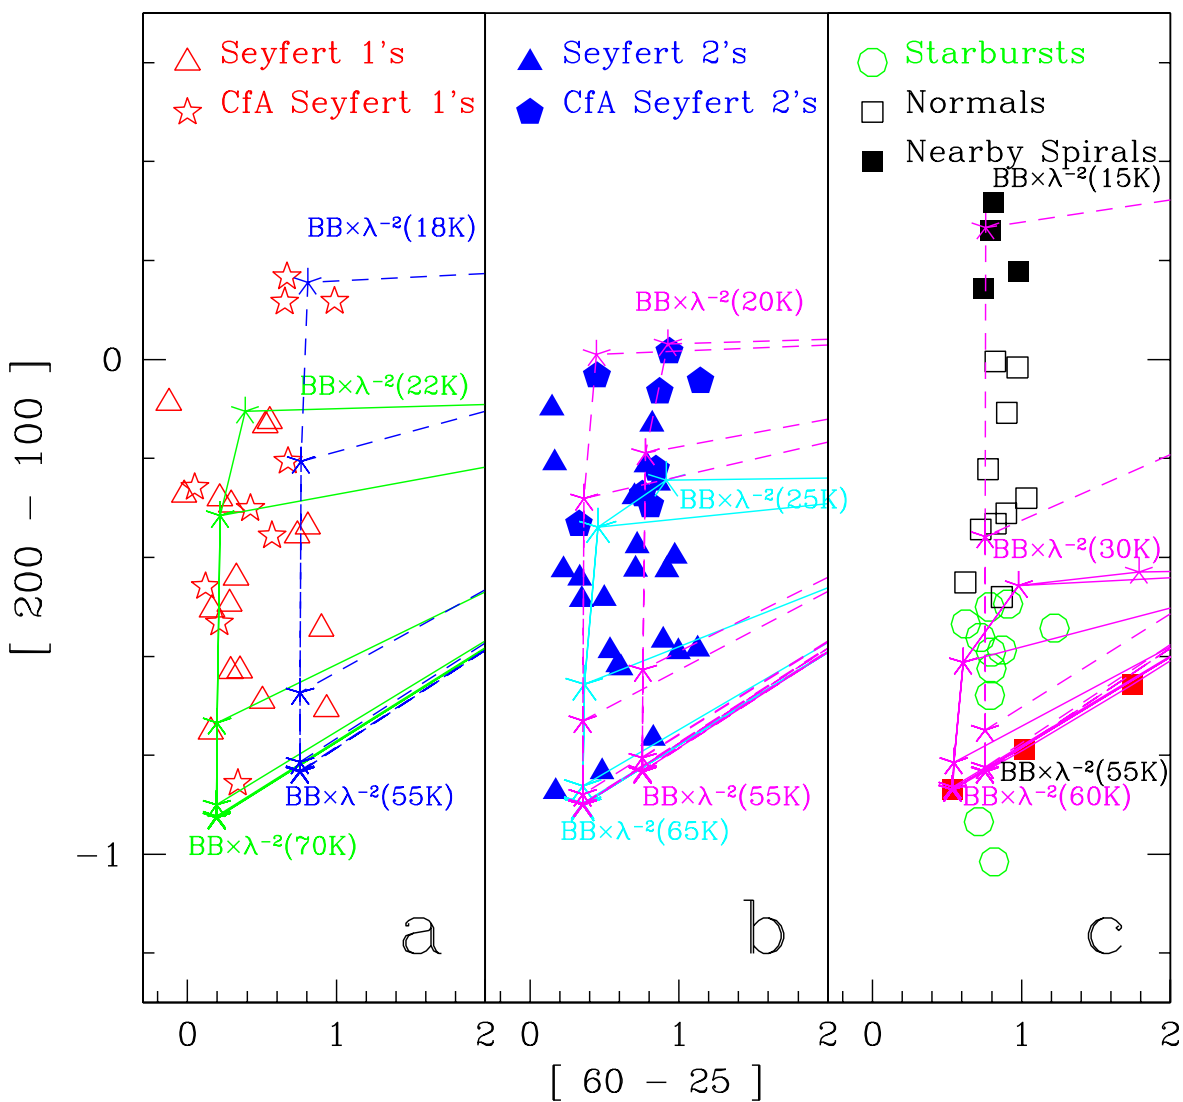 Seyfert 1's
CfA Seyfert 1's
BB×λ⁻²(18K)
BB×λ⁻²(22K)
BB×λ⁻²(55K)
BB×λ⁻²(70K)
a
Seyfert 2's
CfA Seyfert 2's
BB×λ⁻²(20K)
BB×λ⁻²(25K)
BB×λ⁻²(55K)
BB×λ⁻²(65K)
b
Starbursts
Normals
Nearby Spirals
BB×λ⁻²(15K)
BB×λ⁻²(30K)
BB×λ⁻²(55K)
BB×λ⁻²(60K)
c
[ 200 − 100 ]
0
−1
0 1 2 0 1 2 0 1 2
[ 60 − 25 ]